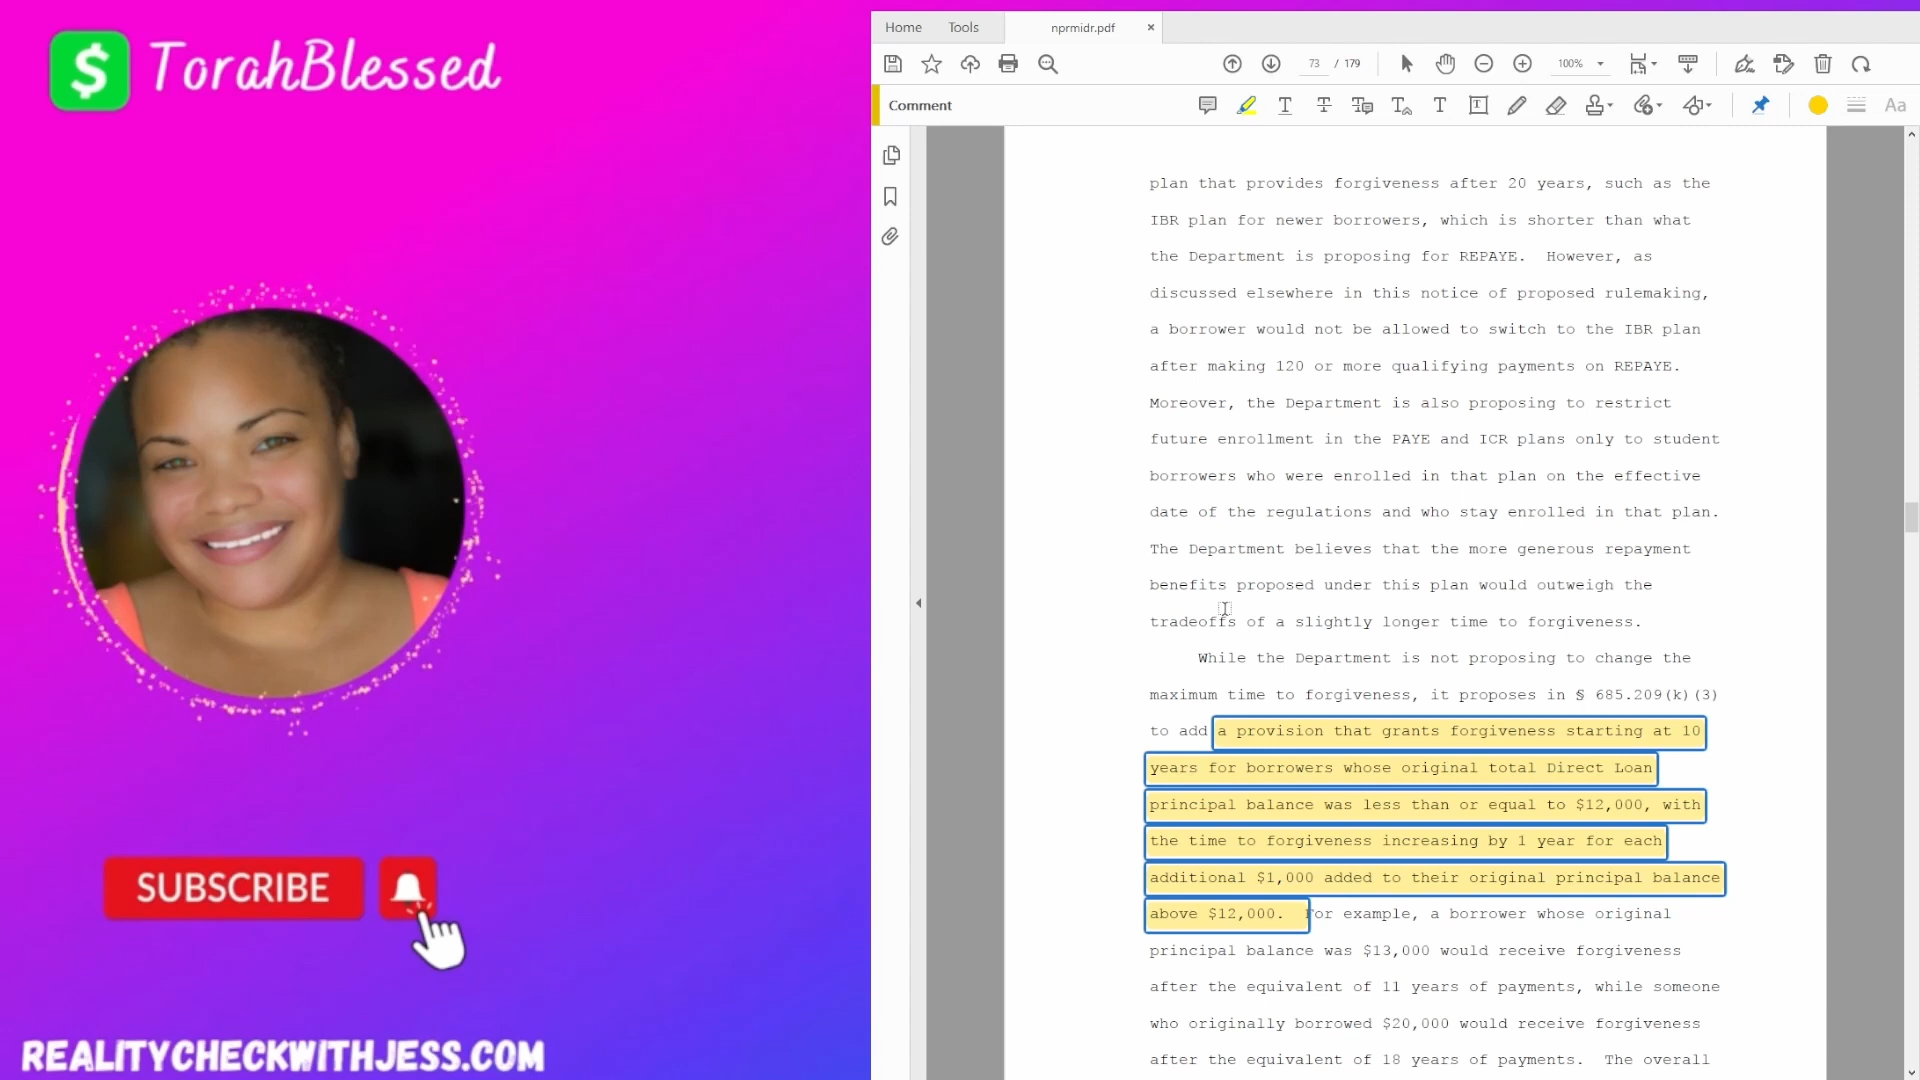 $ TorahBlessed
SUBSCRIBE
REALITYCHECKWITHJESS.COM
Home Tools nprmidr.pdf ×
73 / 179 100%
Comment
plan that provides forgiveness after 20 years, such as the
IBR plan for newer borrowers, which is shorter than what
the Department is proposing for REPAYE. However, as
discussed elsewhere in this notice of proposed rulemaking,
a borrower would not be allowed to switch to the IBR plan
after making 120 or more qualifying payments on REPAYE.
Moreover, the Department is also proposing to restrict
future enrollment in the PAYE and ICR plans only to student
borrowers who were enrolled in that plan on the effective
date of the regulations and who stay enrolled in that plan.
The Department believes that the more generous repayment
benefits proposed under this plan would outweigh the
tradeoffs of a slightly longer time to forgiveness.
While the Department is not proposing to change the
maximum time to forgiveness, it proposes in § 685.209(k)(3)
to add a provision that grants forgiveness starting at 10
years for borrowers whose original total Direct Loan
principal balance was less than or equal to $12,000, with
the time to forgiveness increasing by 1 year for each
additional $1,000 added to their original principal balance
above $12,000. For example, a borrower whose original
principal balance was $13,000 would receive forgiveness
after the equivalent of 11 years of payments, while someone
who originally borrowed $20,000 would receive forgiveness
after the equivalent of 18 years of payments. The overall